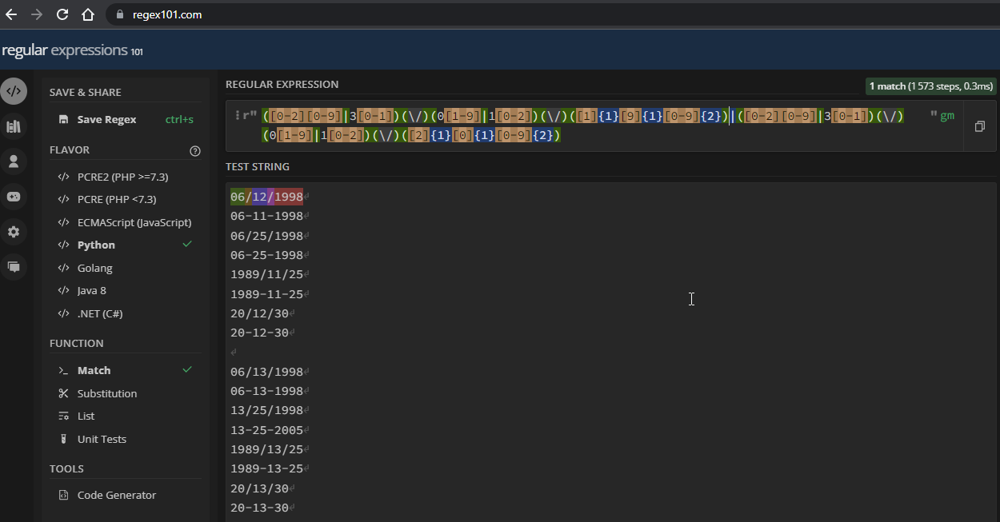 regex101.com
regular expressions 101
SAVE & SHARE
Save Regex ctrl+s
FLAVOR
</> PCRE2 (PHP >=7.3)
</> PCRE (PHP <7.3)
</> ECMAScript (JavaScript)
</> Python
</> Golang
</> Java 8
</> .NET (C#)
FUNCTION
Match
Substitution
List
Unit Tests
TOOLS
Code Generator
REGULAR EXPRESSION
1 match (1 573 steps, 0.3ms)
r" ([0-2][0-9]|3[0-1])(\/)(0[1-9]|1[0-2])(\/)([1]{1}[9]{1}[0-9]{2})|([0-2][0-9]|3[0-1])(\/) " gm
(0[1-9]|1[0-2])(\/)([2]{1}[0]{1}[0-9]{2})
TEST STRING
06/12/1998
06-11-1998
06/25/1998
06-25-1998
1989/11/25
1989-11-25
20/12/30
20-12-30
06/13/1998
06-13-1998
13/25/1998
13-25-2005
1989/13/25
1989-13-25
20/13/30
20-13-30